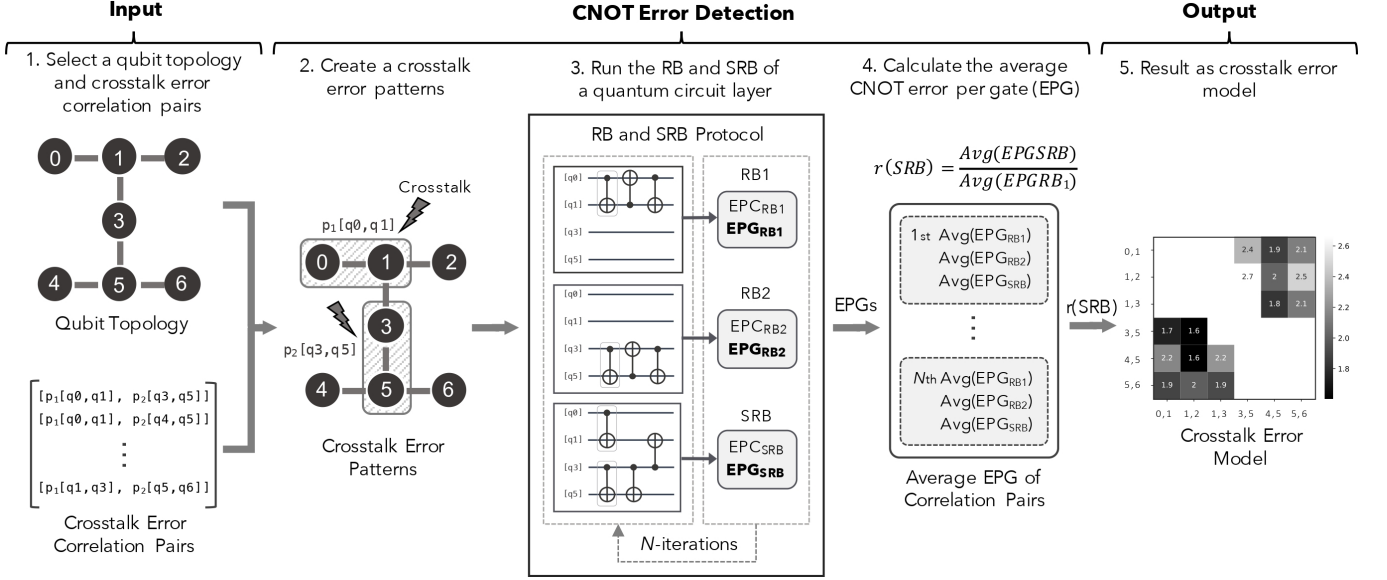 Input
CNOT Error Detection
Output
1. Select a qubit topology
and crosstalk error
correlation pairs
0
1
2
3
4
5
6
Qubit Topology
[p1[q0,q1], p2[q3,q5]]
[p1[q0,q1], p2[q4,q5]]
[p1[q1,q3], p2[q5,q6]]
Crosstalk Error
Correlation Pairs
2. Create a crosstalk
error patterns
Crosstalk
p1[q0,q1]
0
1
2
3
p2[q3,q5]
4
5
6
Crosstalk Error
Patterns
3. Run the RB and SRB of
a quantum circuit layer
RB and SRB Protocol
[q0]
[q1]
[q3]
[q5]
RB1
EPCRB1
EPGRB1
[q0]
[q1]
[q3]
[q5]
RB2
EPCRB2
EPGRB2
[q0]
[q1]
[q3]
[q5]
SRB
EPCSRB
EPGSRB
N-iterations
EPGs
4. Calculate the average
CNOT error per gate (EPG)
r(SRB) = Avg(EPGSRB)
Avg(EPGRB1)
1st Avg(EPGRB1)
Avg(EPGRB2)
Avg(EPGSRB)
Nth Avg(EPGRB1)
Avg(EPGRB2)
Avg(EPGSRB)
Average EPG of
Correlation Pairs
r(SRB)
5. Result as crosstalk error
model
0,1 2.4 1.9 2.1
1,2 2.7 2 2.5
1,3 1.8 2.1
3,5 1.7 1.6
4,5 2.2 1.6 2.2
5,6 1.9 2 1.9
0,1 1,2 1,3 3,5 4,5 5,6
2.6
2.4
2.2
2.0
1.8
Crosstalk Error
Model